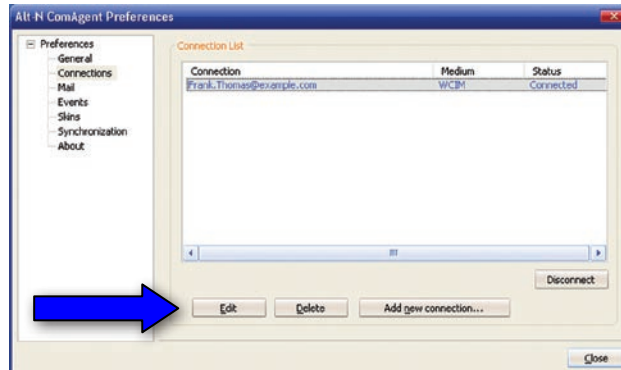 Alt-N ComAgent Preferences
Preferences
General
Connections
Mail
Events
Skins
Synchronization
About
Connection List
Connection Medium Status
Frank.Thomas@example.com WCIM Connected
Disconnect
Edit Delete Add new connection...
Close